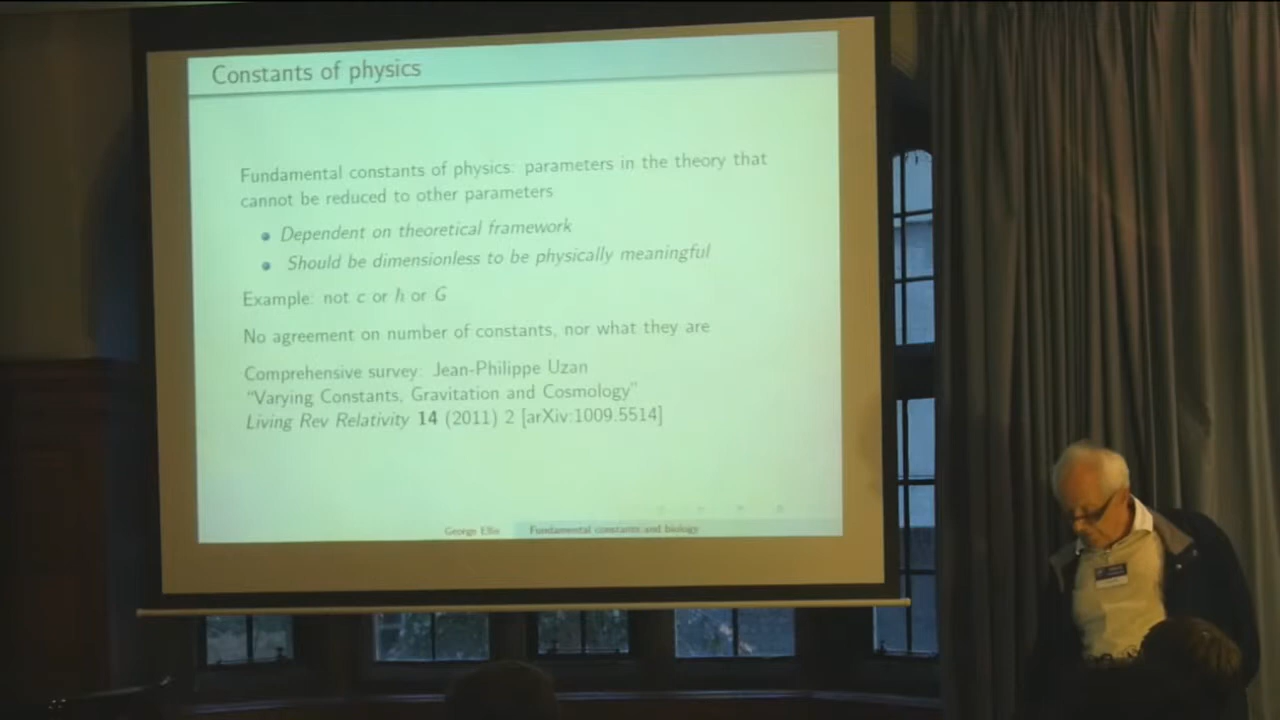 Constants of physics
Fundamental constants of physics: parameters in the theory that
cannot be reduced to other parameters
Dependent on theoretical framework
Should be dimensionless to be physically meaningful
Example: not c or ℏ or G
No agreement on number of constants, nor what they are
Comprehensive survey: Jean-Philippe Uzan
“Varying Constants, Gravitation and Cosmology”
Living Rev Relativity 14 (2011) 2 [arXiv:1009.5514]
George Ellis Fundamental constants and biology